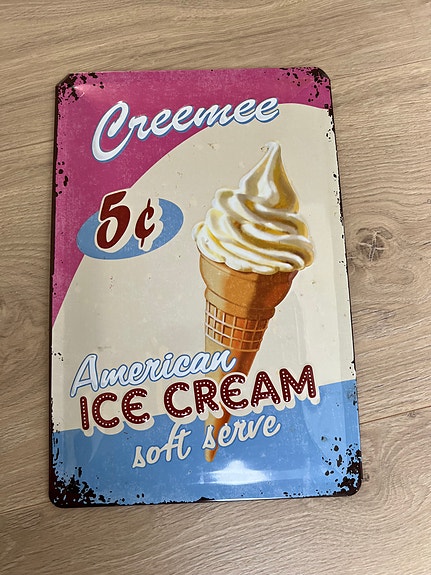 Creemee
5¢
American
ICE CREAM
soft serve